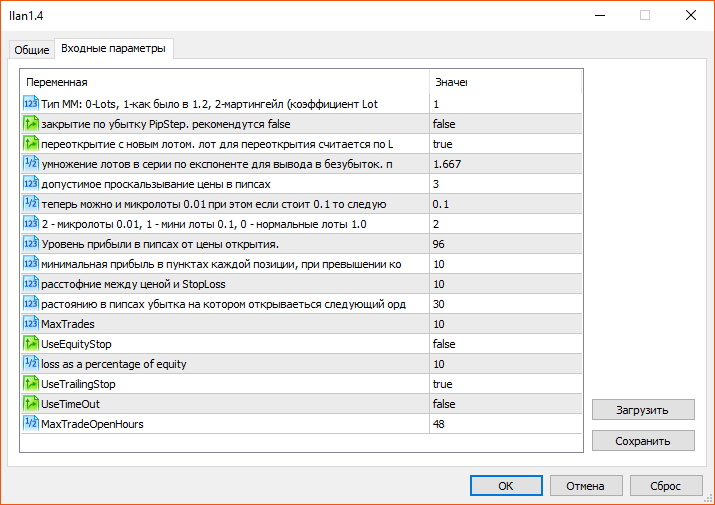 Ilan1.4
Общие
Входные параметры
Переменная Значен
123 Тип ММ: 0-Lots, 1-как было в 1.2, 2-мартингейл (коэффициент Lot 1
закрытие по убытку PipStep. рекомендутся false false
переоткрытие с новым лотом. лот для переоткрытия считается по L true
1/2 умножение лотов в серии по експоненте для вывода в безубыток. п 1.667
123 допустимое проскальзывание цены в пипсах 3
1/2 теперь можно и микролоты 0.01 при этом если стоит 0.1 то следую 0.1
123 2 - микролоты 0.01, 1 - мини лоты 0.1, 0 - нормальные лоты 1.0 2
123 Уровень прибыли в пипсах от цены открытия. 96
123 минимальная прибыль в пунктах каждой позиции, при превышении ко 10
123 расстофние между ценой и StopLoss 10
123 растоянию в пипсах убытка на котором открываеться следующий орд 30
123 MaxTrades 10
UseEquityStop false
1/2 loss as a percentage of equity 10
UseTrailingStop true
UseTimeOut false
1/2 MaxTradeOpenHours 48
Загрузить
Сохранить
OK
Отмена
Сброс